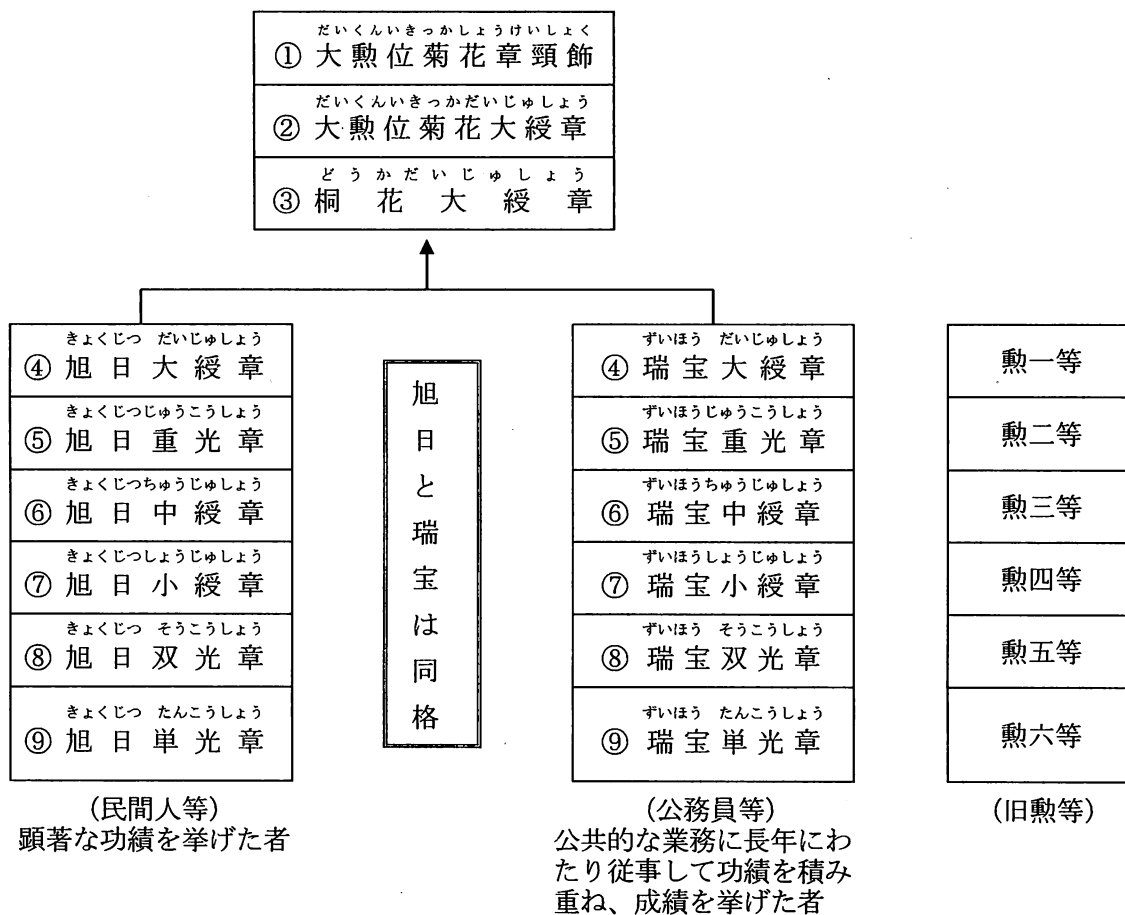 だいくんいきっかしょうけいしょく
① 大勲位菊花章頸飾
だいくんいきっかだいじゅしょう
② 大勲位菊花大綬章
どうかだいじゅしょう
③ 桐花大綬章
きょくじつ だいじゅしょう
④ 旭日大綬章
きょくじつじゅうこうしょう
⑤ 旭日重光章
きょくじつちゅうじゅしょう
⑥ 旭日中綬章
きょくじつしょうじゅしょう
⑦ 旭日小綬章
きょくじつ そうこうしょう
⑧ 旭日双光章
きょくじつ たんこうしょう
⑨ 旭日単光章
(民間人等)
顕著な功績を挙げた者
旭日と瑞宝は同格
ずいほう だいじゅしょう
④ 瑞宝大綬章
ずいほうじゅうこうしょう
⑤ 瑞宝重光章
ずいほうちゅうじゅしょう
⑥ 瑞宝中綬章
ずいほうしょうじゅしょう
⑦ 瑞宝小綬章
ずいほう そうこうしょう
⑧ 瑞宝双光章
ずいほう たんこうしょう
⑨ 瑞宝単光章
(公務員等)
公共的な業務に長年にわ
たり従事して功績を積み
重ね、成績を挙げた者
勲一等
勲二等
勲三等
勲四等
勲五等
勲六等
(旧勲等)